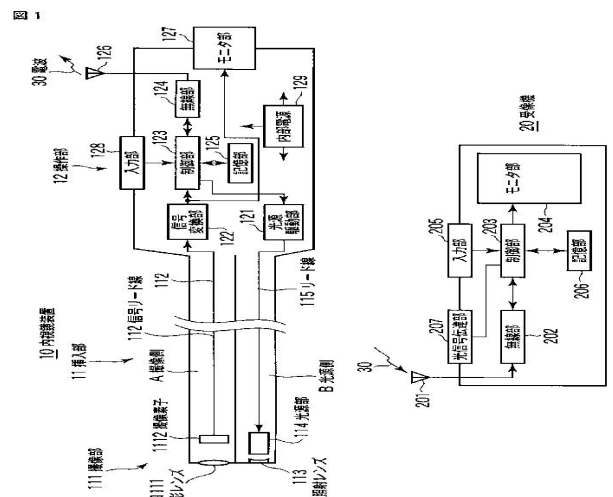 図 1
10 内視鏡装置
11 挿入部
111 撮像部
A 撮像側
B 光源側
1112 撮像素子
1111
レンズ
113
照射レンズ
114 光源部
112 信号リード線
112
115 リード線
12 操作部
128
入力部
信号
変換部
122
123
制御部
124
無線部
125
記憶部
121
光源
駆動部
126
30 電波
127
モニタ部
129
内部電源
20 受像機
30
201
207
光信号伝達部
205
入力部
203
制御部
202
無線部
204
モニタ部
206
記憶部